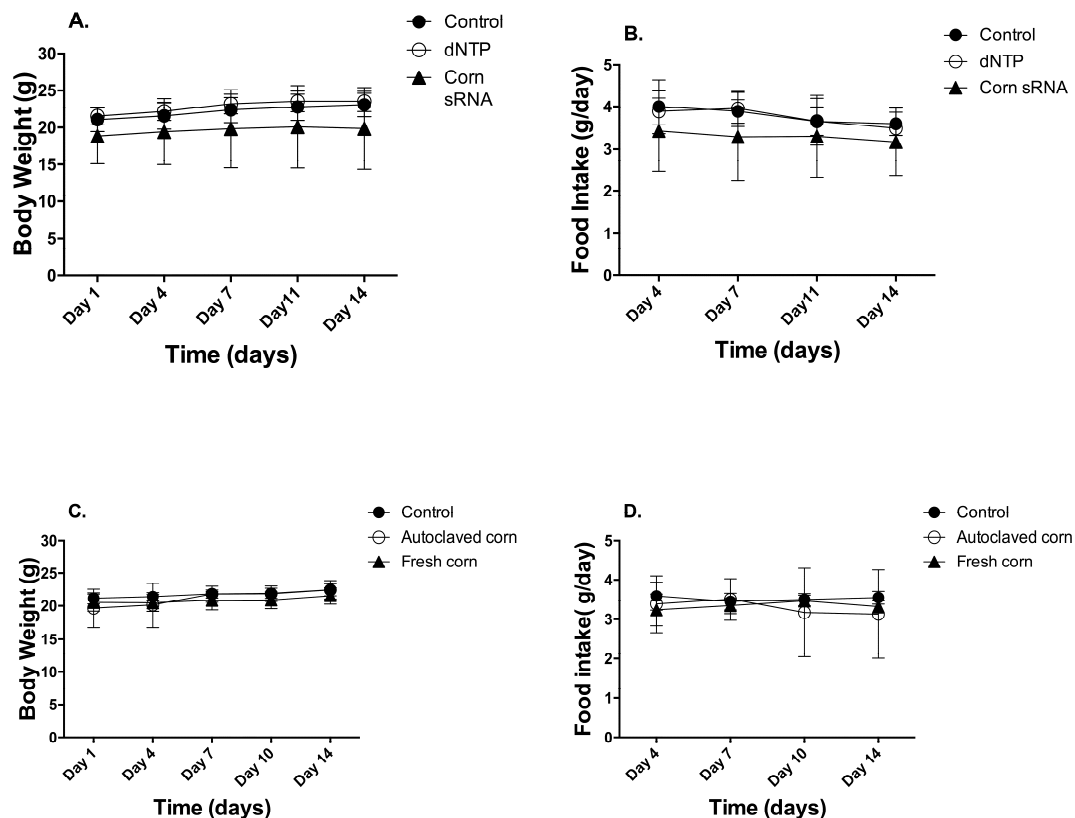 A.
Control
dNTP
Corn
sRNA
Body Weight (g)
30
25
20
15
10
5
0
Day 1
Day 4
Day 7
Day11
Day 14
Time (days)
B.
Control
dNTP
Corn sRNA
Food Intake (g/day)
5
4
3
2
1
0
Day 4
Day 7
Day11
Day 14
Time (days)
C.
Control
Autoclaved corn
Fresh corn
Body Weight (g)
30
25
20
15
10
5
0
Day 1
Day 4
Day 7
Day 10
Day 14
Time (days)
D.
Control
Autoclaved corn
Fresh corn
Food intake( g/day)
5
4
3
2
1
0
Day 4
Day 7
Day 10
Day 14
Time (days)